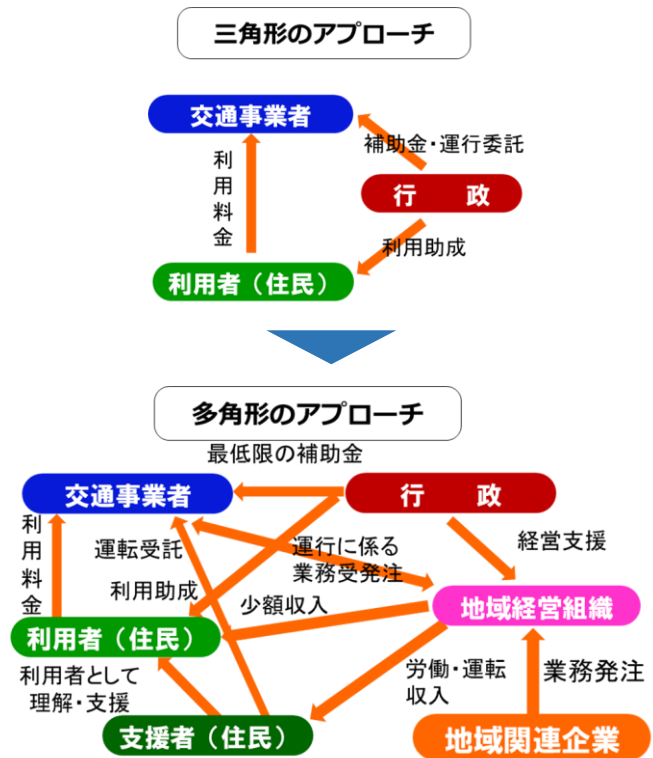 三角形のアプローチ
交通事業者
補助金・運行委託
利用料金
行　政
利用助成
利用者（住民）
多角形のアプローチ
最低限の補助金
交通事業者
行　政
利用料金
運転受託
運行に係る
業務受発注
経営支援
利用助成
少額収入
地域経営組織
利用者（住民）
利用者として
理解・支援
労働・運転
収入
業務発注
支援者（住民）
地域関連企業